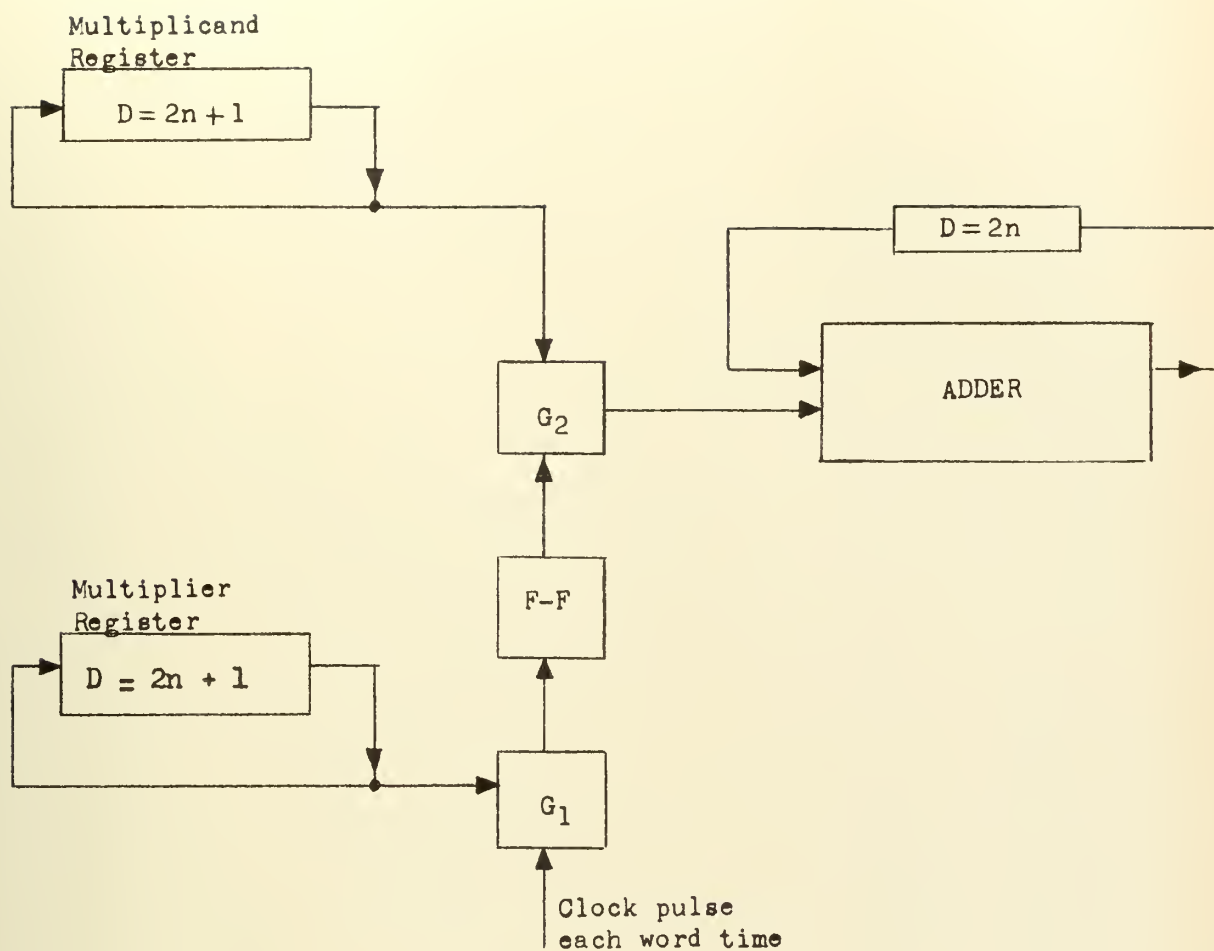 Multiplicand
Register
D = 2n + 1
D = 2n
ADDER
G2
F-F
Multiplier
Register
D = 2n + 1
G1
Clock pulse
each word time